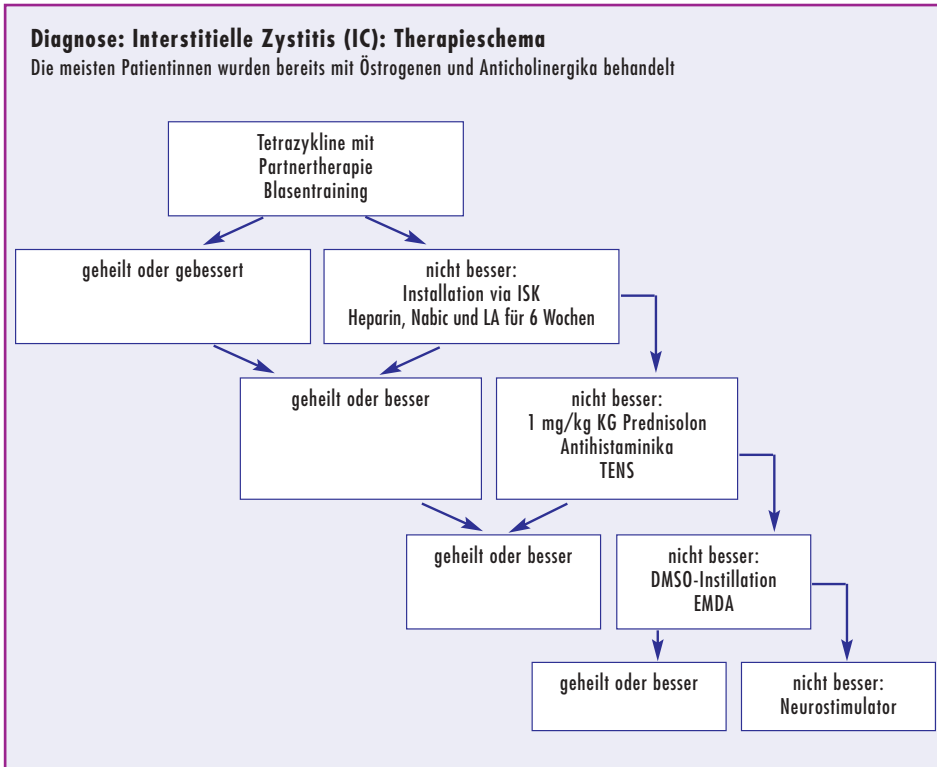 Diagnose: Interstitielle Zystitis (IC): Therapieschema
Die meisten Patientinnen wurden bereits mit Östrogenen und Anticholinergika behandelt
Tetrazykline mit
Partnertherapie
Blasentraining
geheilt oder gebessert
nicht besser:
Installation via ISK
Heparin, Nabic und LA für 6 Wochen
geheilt oder besser
nicht besser:
1 mg/kg KG Prednisolon
Antihistaminika
TENS
geheilt oder besser
nicht besser:
DMSO-Instillation
EMDA
geheilt oder besser
nicht besser:
Neurostimulator